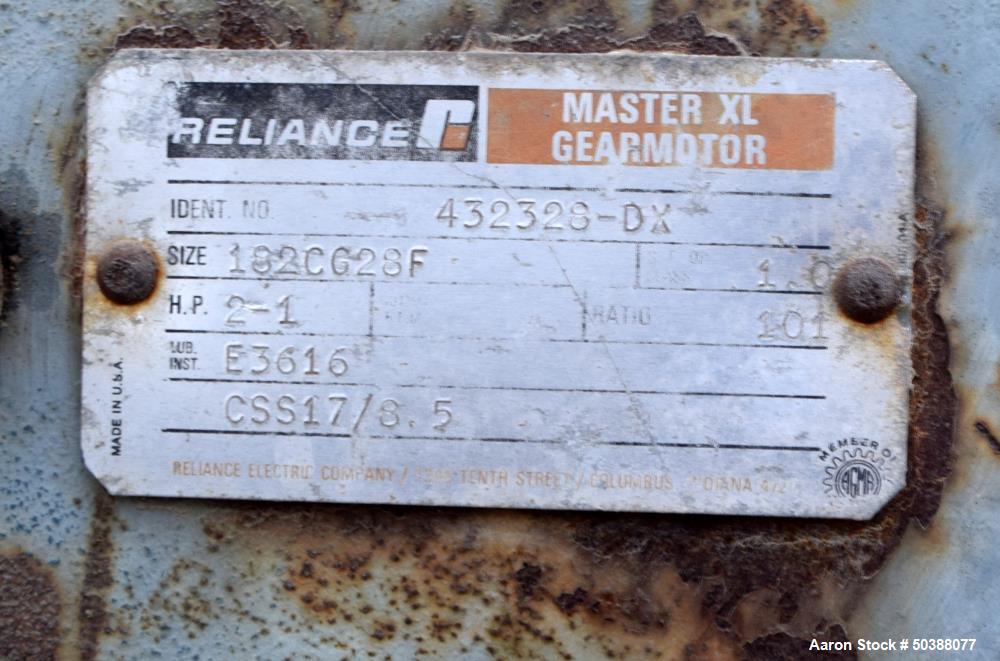 RELIANCE
MASTER XL
GEARMOTOR
IDENT. NO. 432328-DX
SIZE 182CG28F 1.0
H.P. 2-1 RATIO 101
LUB.
INST. E3616
CSS17/8.5
MADE IN U.S.A.
RELIANCE ELECTRIC COMPANY / TENTH STREET / COLUMBUS, INDIANA
MEMBER OF
AGMA
Aaron Stock # 50388077